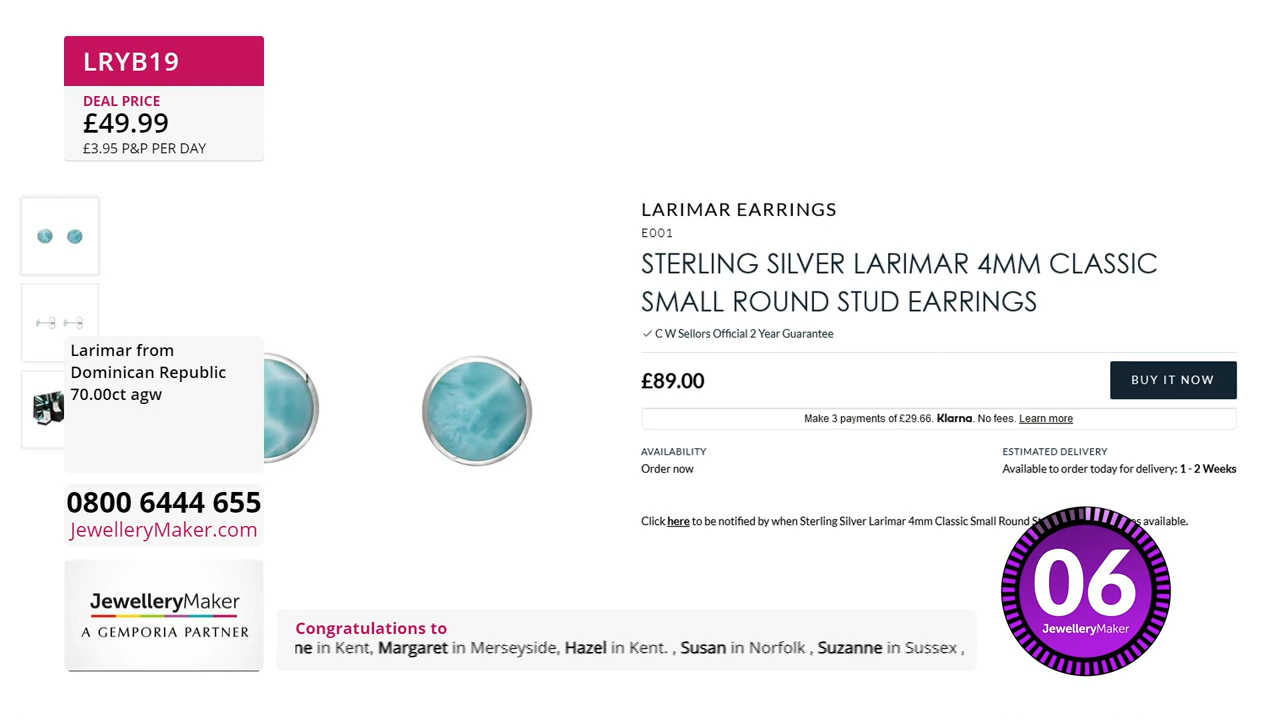 LRYB19
DEAL PRICE
£49.99
£3.95 P&P PER DAY
LARIMAR EARRINGS
E001
STERLING SILVER LARIMAR 4MM CLASSIC
SMALL ROUND STUD EARRINGS
✓ C W Sellors Official 2 Year Guarantee
£89.00
BUY IT NOW
Make 3 payments of £29.66. Klarna. No fees. Learn more
AVAILABILITY
Order now
ESTIMATED DELIVERY
Available to order today for delivery: 1 - 2 Weeks
Click here to be notified by when Sterling Silver Larimar 4mm Classic Small Round available.
Larimar from
Dominican Republic
70.00ct agw
0800 6444 655
JewelleryMaker.com
JewelleryMaker
A GEMPORIA PARTNER
Congratulations to
ne in Kent, Margaret in Merseyside, Hazel in Kent. , Susan in Norfolk , Suzanne in Sussex ,
06
JewelleryMaker